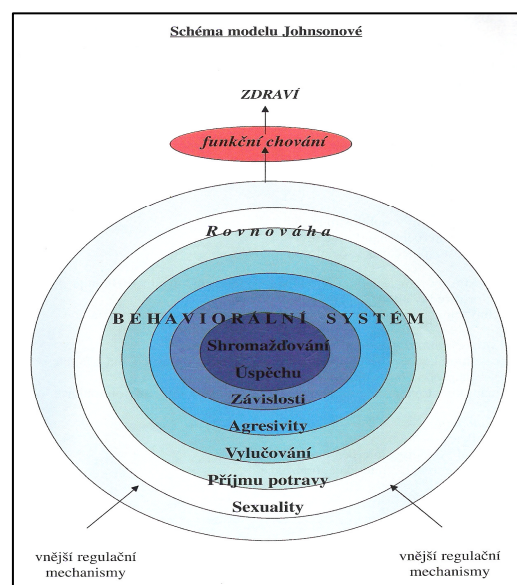 Schéma modelu Johnsonové
ZDRAVÍ
funkční chování
Rovnováha
BEHAVIORÁLNÍ SYSTÉM
Shromažďování
Úspěchu
Závislosti
Agresivity
Vylučování
Příjmu potravy
Sexuality
vnější regulační
mechanismy
vnější regulační
mechanismy